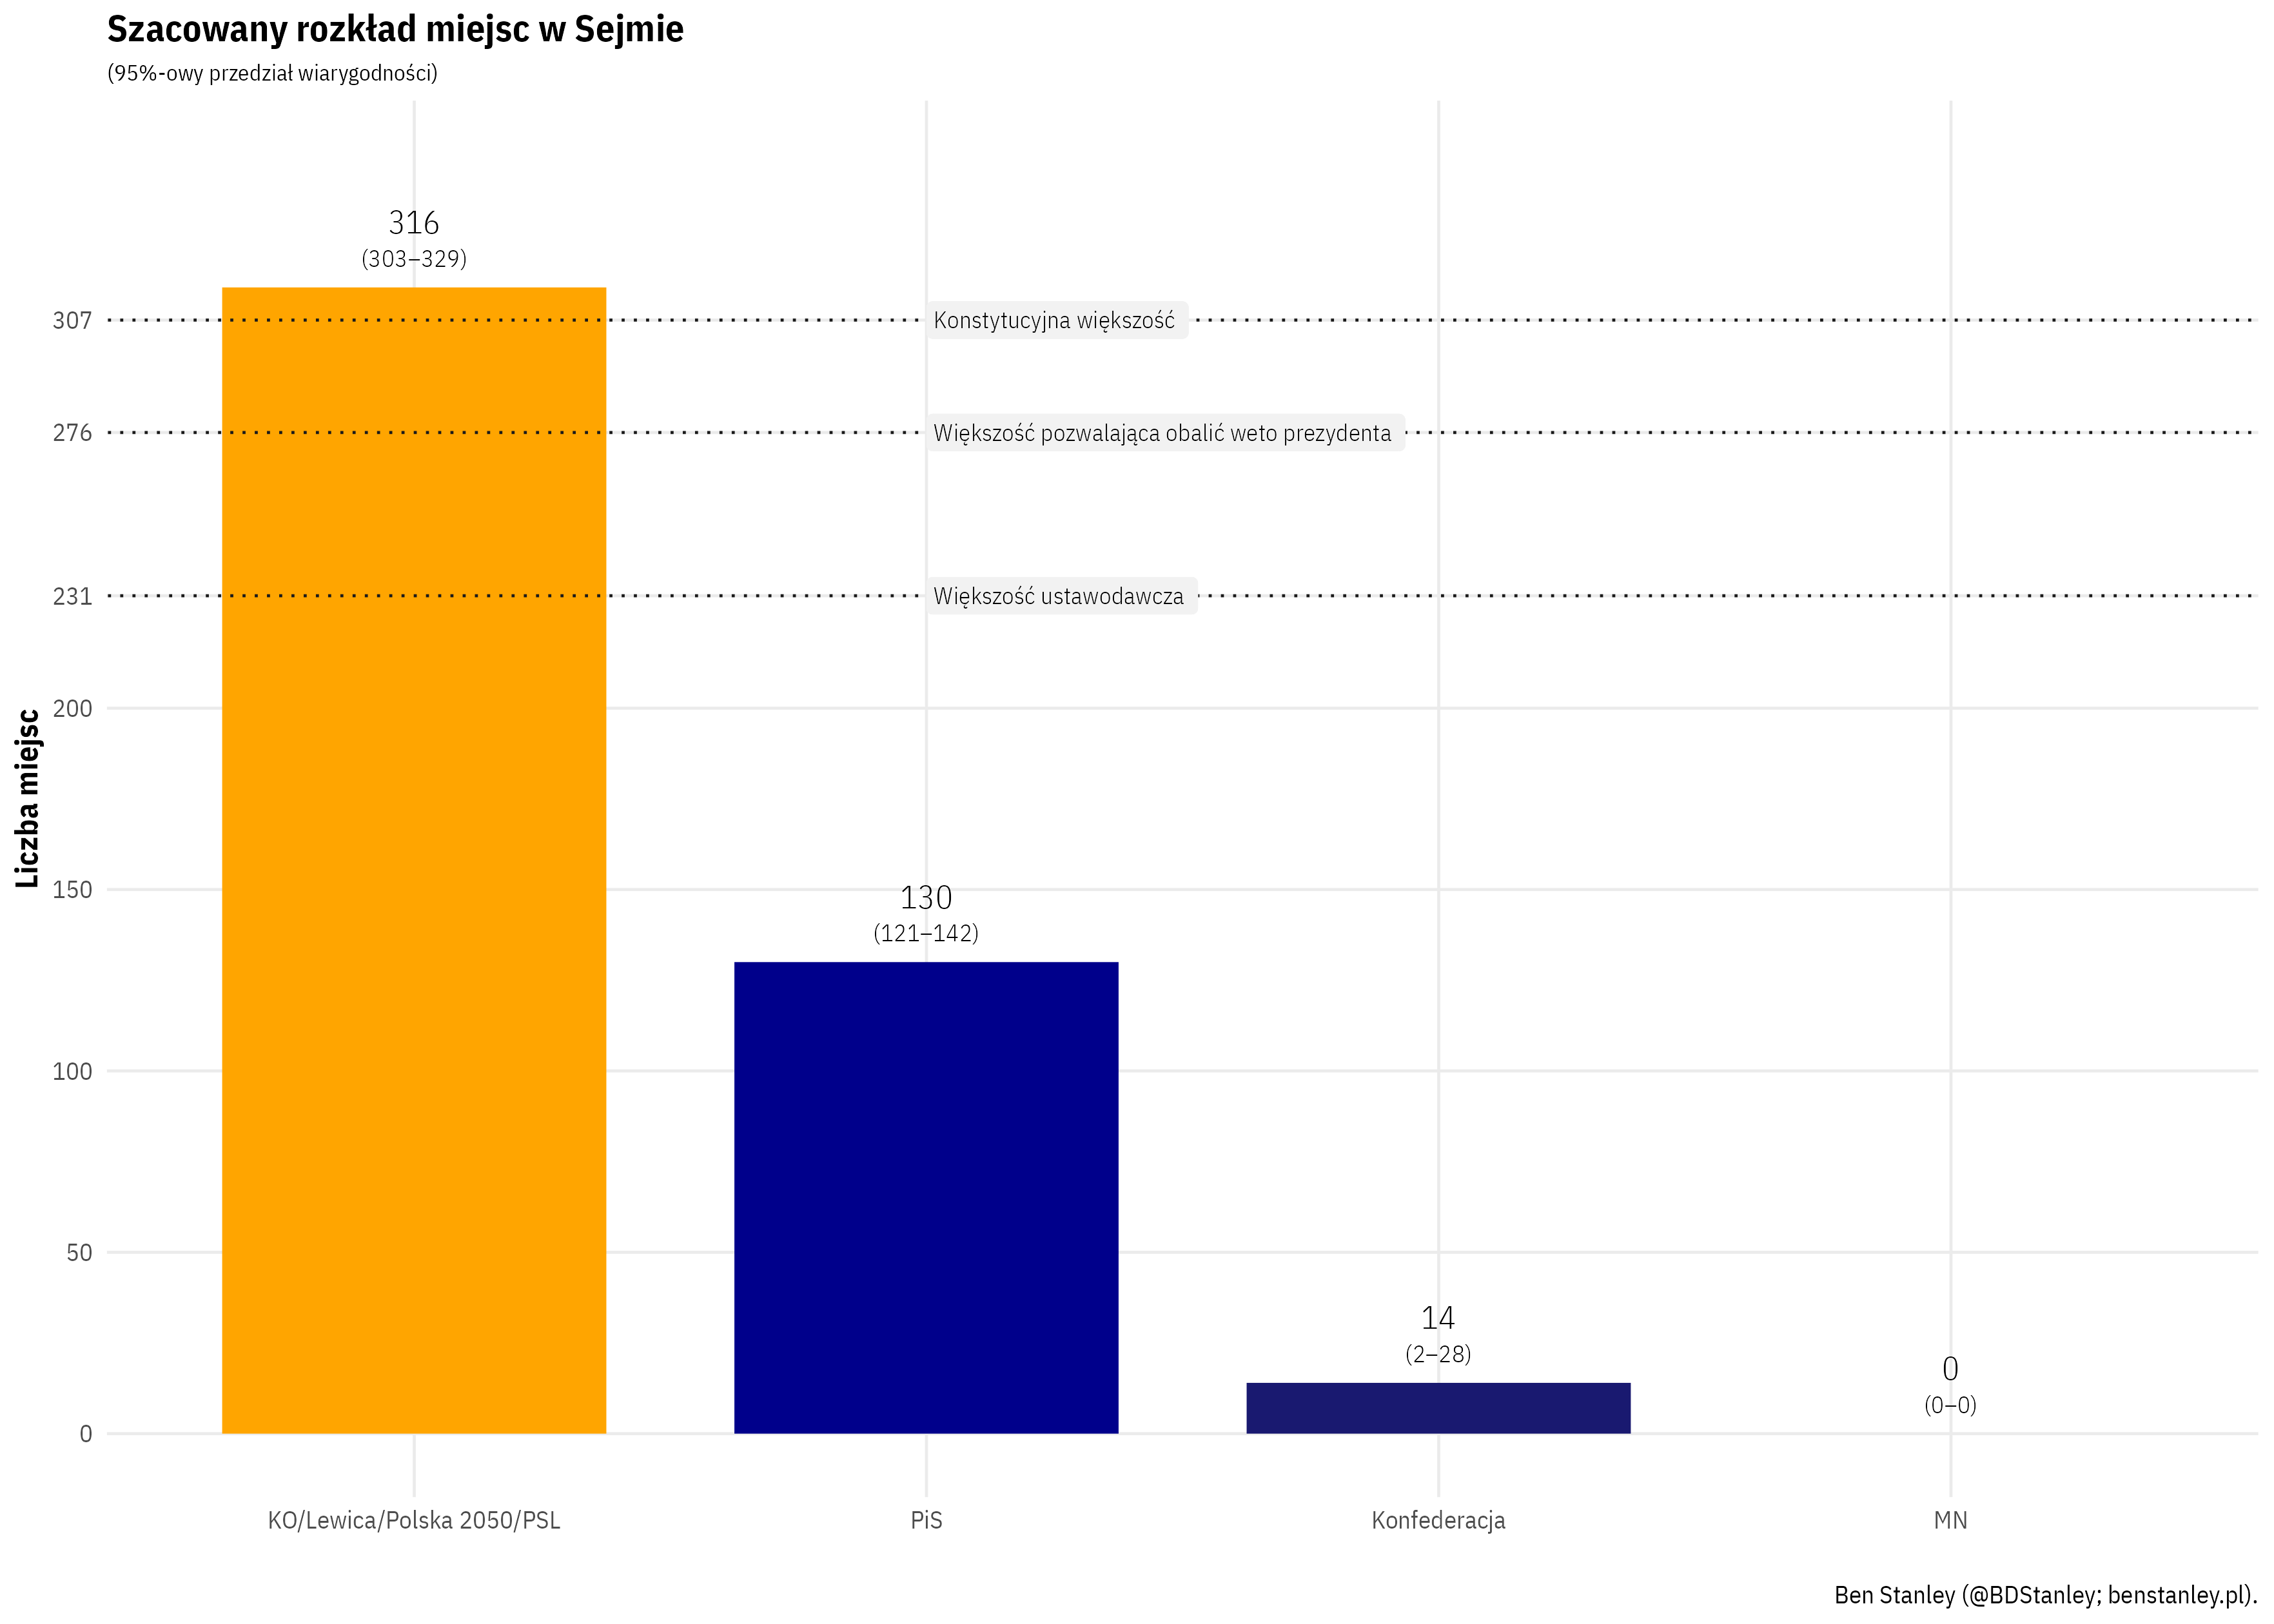 Szacowany rozkład miejsc w Sejmie
(95%-owy przedział wiarygodności)
316
(303–329)
307
Konstytucyjna większość
276
Większość pozwalająca obalić weto prezydenta
231
Większość ustawodawcza
200
Liczba miejsc
150
130
(121–142)
100
50
14
(2–28)
0
(0–0)
0
KO/Lewica/Polska 2050/PSL
PiS
Konfederacja
MN
Ben Stanley (@BDStanley; benstanley.pl).